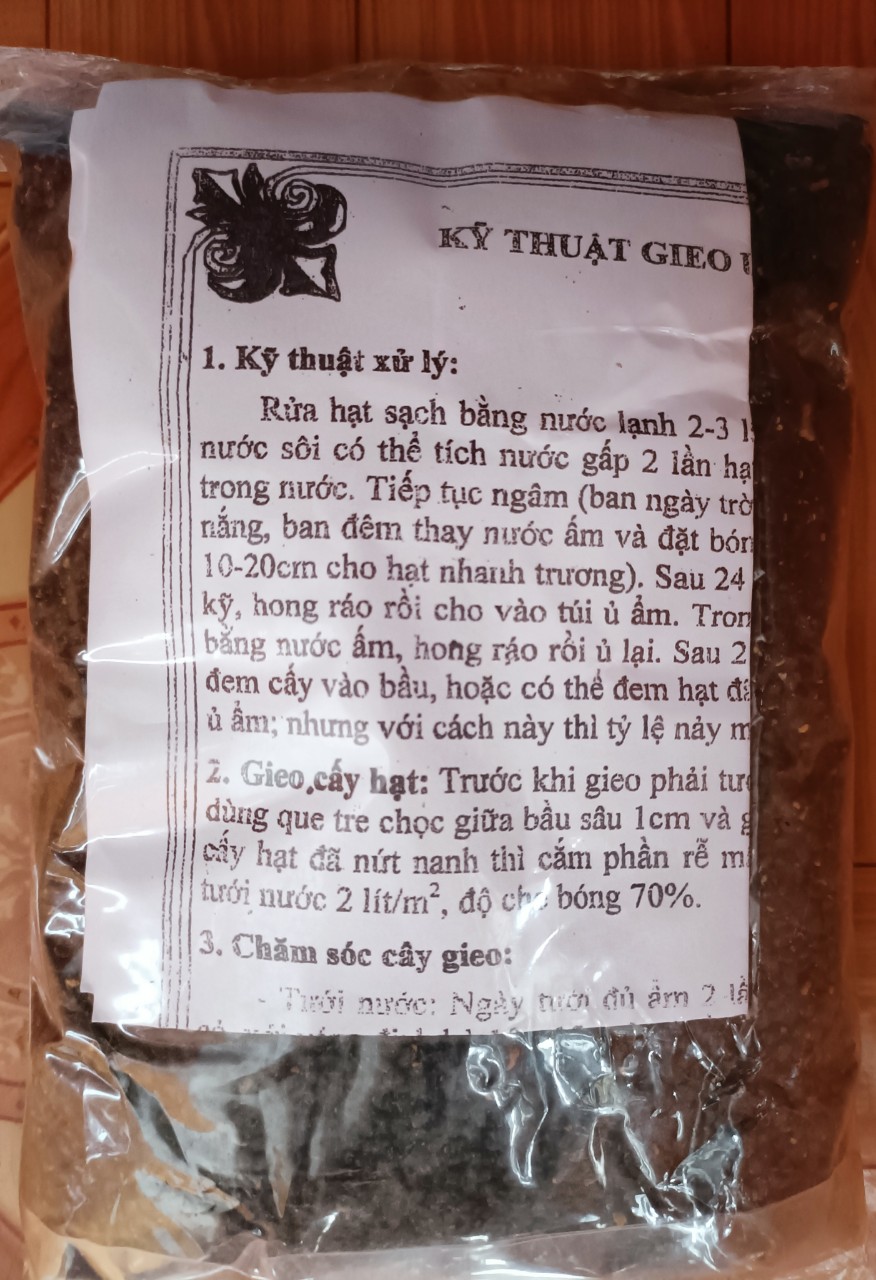 KỸ THUẬT GIEO
1. Kỹ thuật xử lý:
Rửa hạt sạch bằng nước lạnh 2-3
nước sôi có thể tích nước gấp 2 lần
trong nước. Tiếp tục ngâm (ban ngày
nắng, ban đêm thay nước ấm và đặt
10-20cm cho hạt nhanh trương). Sau 24
kỹ, hong ráo rồi cho vào túi ủ ẩm.
bằng nước ấm, hong ráo rồi ủ lại. Sau 2
đem cấy vào bầu, hoặc có thể đem hạt
ủ ẩm; nhưng với cách này thì tỷ lệ nảy
2. Gieo,cấy hạt: Trước khi gieo phải
dùng que tre chọc giữa bầu sâu 1cm và
cấy hạt đã nứt nanh thì cắm phần rễ
tưới nước 2 lít/m², độ che bóng 70%.
3. Chăm sóc cây gieo:
- Tưới nước: Ngày tưới đủ ẩm 2